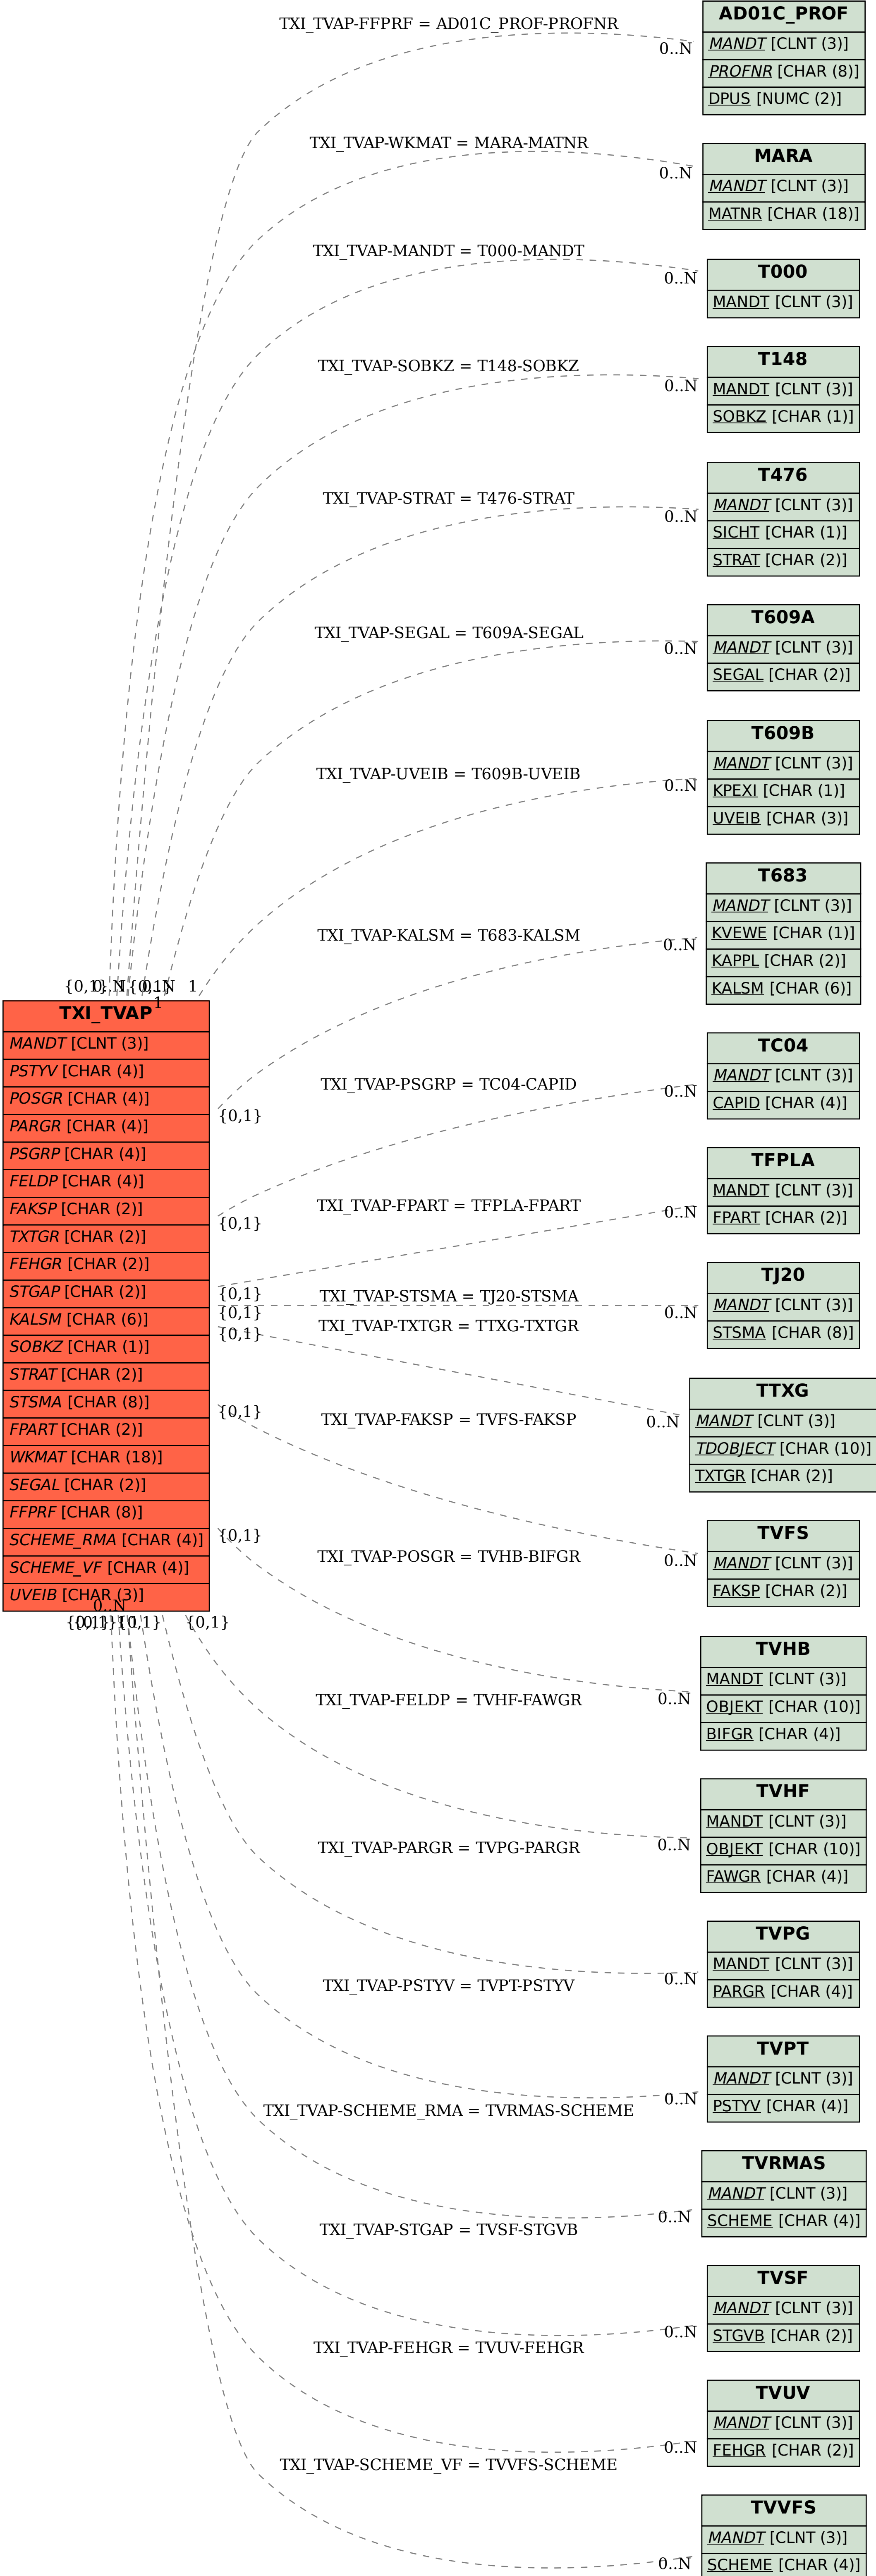 TXI_TVAP-FFPRF = AD01C_PROF-PROFNR
0..N
AD01C_PROF
MANDT [CLNT (3)]
PROFNR [CHAR (8)]
DPUS [NUMC (2)]
TXI_TVAP-WKMAT = MARA-MATNR
0..N
MARA
MANDT [CLNT (3)]
MATNR [CHAR (18)]
TXI_TVAP-MANDT = T000-MANDT
0..N
T000
MANDT [CLNT (3)]
TXI_TVAP-SOBKZ = T148-SOBKZ
0..N
T148
MANDT [CLNT (3)]
SOBKZ [CHAR (1)]
TXI_TVAP-STRAT = T476-STRAT
0..N
T476
MANDT [CLNT (3)]
SICHT [CHAR (1)]
STRAT [CHAR (2)]
TXI_TVAP-SEGAL = T609A-SEGAL
0..N
T609A
MANDT [CLNT (3)]
SEGAL [CHAR (2)]
TXI_TVAP-UVEIB = T609B-UVEIB
0..N
T609B
MANDT [CLNT (3)]
KPEXI [CHAR (1)]
UVEIB [CHAR (3)]
TXI_TVAP-KALSM = T683-KALSM
0..N
T683
MANDT [CLNT (3)]
KVEWE [CHAR (1)]
KAPPL [CHAR (2)]
KALSM [CHAR (6)]
1
1
TXI_TVAP
MANDT [CLNT (3)]
PSTYV [CHAR (4)]
POSGR [CHAR (4)]
PARGR [CHAR (4)]
PSGRP [CHAR (4)]
FELDP [CHAR (4)]
FAKSP [CHAR (2)]
TXTGR [CHAR (2)]
FEHGR [CHAR (2)]
STGAP [CHAR (2)]
KALSM [CHAR (6)]
SOBKZ [CHAR (1)]
STRAT [CHAR (2)]
STSMA [CHAR (8)]
FPART [CHAR (2)]
WKMAT [CHAR (18)]
SEGAL [CHAR (2)]
FFPRF [CHAR (8)]
SCHEME_RMA [CHAR (4)]
SCHEME_VF [CHAR (4)]
UVEIB [CHAR (3)]
0..N
{0,1}
{0,1}
{0,1}
{0,1}
{0,1}
{0,1}
{0,1}
{0,1}
{0,1}
{0,1}
TXI_TVAP-PSGRP = TC04-CAPID
0..N
TC04
MANDT [CLNT (3)]
CAPID [CHAR (4)]
TXI_TVAP-FPART = TFPLA-FPART
0..N
TFPLA
MANDT [CLNT (3)]
FPART [CHAR (2)]
TXI_TVAP-STSMA = TJ20-STSMA
0..N
TJ20
MANDT [CLNT (3)]
STSMA [CHAR (8)]
TXI_TVAP-TXTGR = TTXG-TXTGR
0..N
TTXG
MANDT [CLNT (3)]
TDOBJECT [CHAR (10)]
TXTGR [CHAR (2)]
TXI_TVAP-FAKSP = TVFS-FAKSP
0..N
TVFS
MANDT [CLNT (3)]
FAKSP [CHAR (2)]
TXI_TVAP-POSGR = TVHB-BIFGR
0..N
TVHB
MANDT [CLNT (3)]
OBJEKT [CHAR (10)]
BIFGR [CHAR (4)]
TXI_TVAP-FELDP = TVHF-FAWGR
0..N
TVHF
MANDT [CLNT (3)]
OBJEKT [CHAR (10)]
FAWGR [CHAR (4)]
TXI_TVAP-PARGR = TVPG-PARGR
0..N
TVPG
MANDT [CLNT (3)]
PARGR [CHAR (4)]
TXI_TVAP-PSTYV = TVPT-PSTYV
0..N
TVPT
MANDT [CLNT (3)]
PSTYV [CHAR (4)]
TXI_TVAP-SCHEME_RMA = TVRMAS-SCHEME
0..N
TVRMAS
MANDT [CLNT (3)]
SCHEME [CHAR (4)]
TXI_TVAP-STGAP = TVSF-STGVB
0..N
TVSF
MANDT [CLNT (3)]
STGVB [CHAR (2)]
TXI_TVAP-FEHGR = TVUV-FEHGR
0..N
TVUV
MANDT [CLNT (3)]
FEHGR [CHAR (2)]
TXI_TVAP-SCHEME_VF = TVVFS-SCHEME
0..N
TVVFS
MANDT [CLNT (3)]
SCHEME [CHAR (4)]